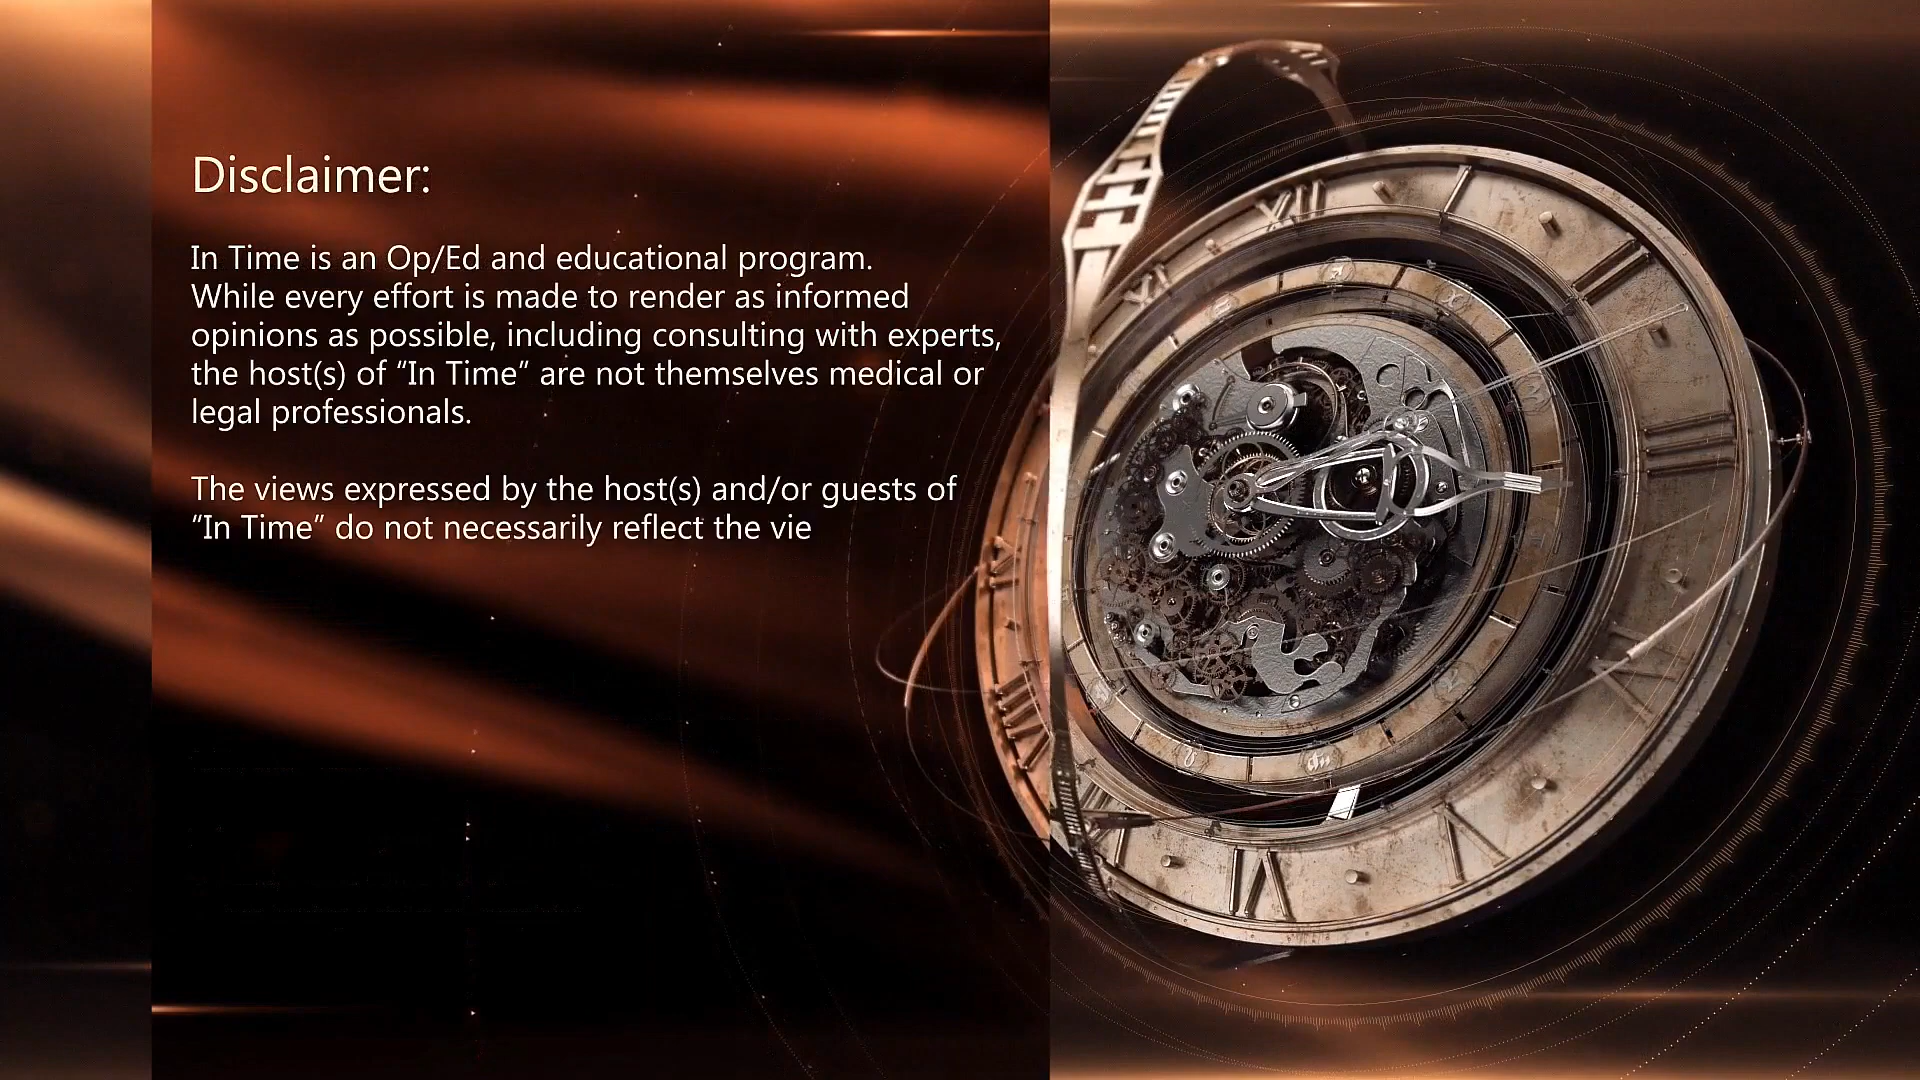 Disclaimer:
In Time is an Op/Ed and educational program.
While every effort is made to render as informed
opinions as possible, including consulting with experts,
the host(s) of “In Time” are not themselves medical or
legal professionals.
The views expressed by the host(s) and/or guests of
“In Time” do not necessarily reflect the vie